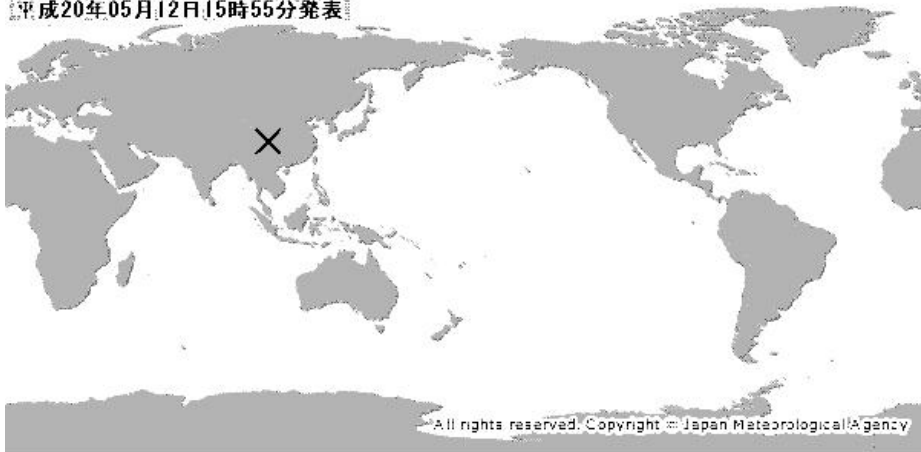 平成20年05月12日15時55分発表
All rights reserved. Copyright © Japan Meteorological Agency